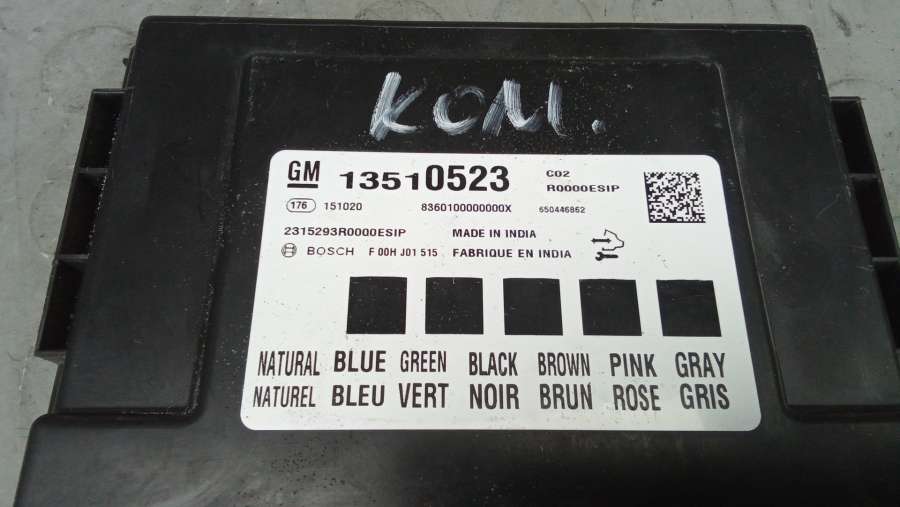 KOM.
GM 13510523 C02
R0000ESIP
176 151020 8360100000000X 650446862
2315293R0000ESIP MADE IN INDIA
BOSCH F 00H J01 515 FABRIQUE EN INDIA
NATURAL BLUE GREEN BLACK BROWN PINK GRAY
NATUREL BLEU VERT NOIR BRUN ROSE GRIS